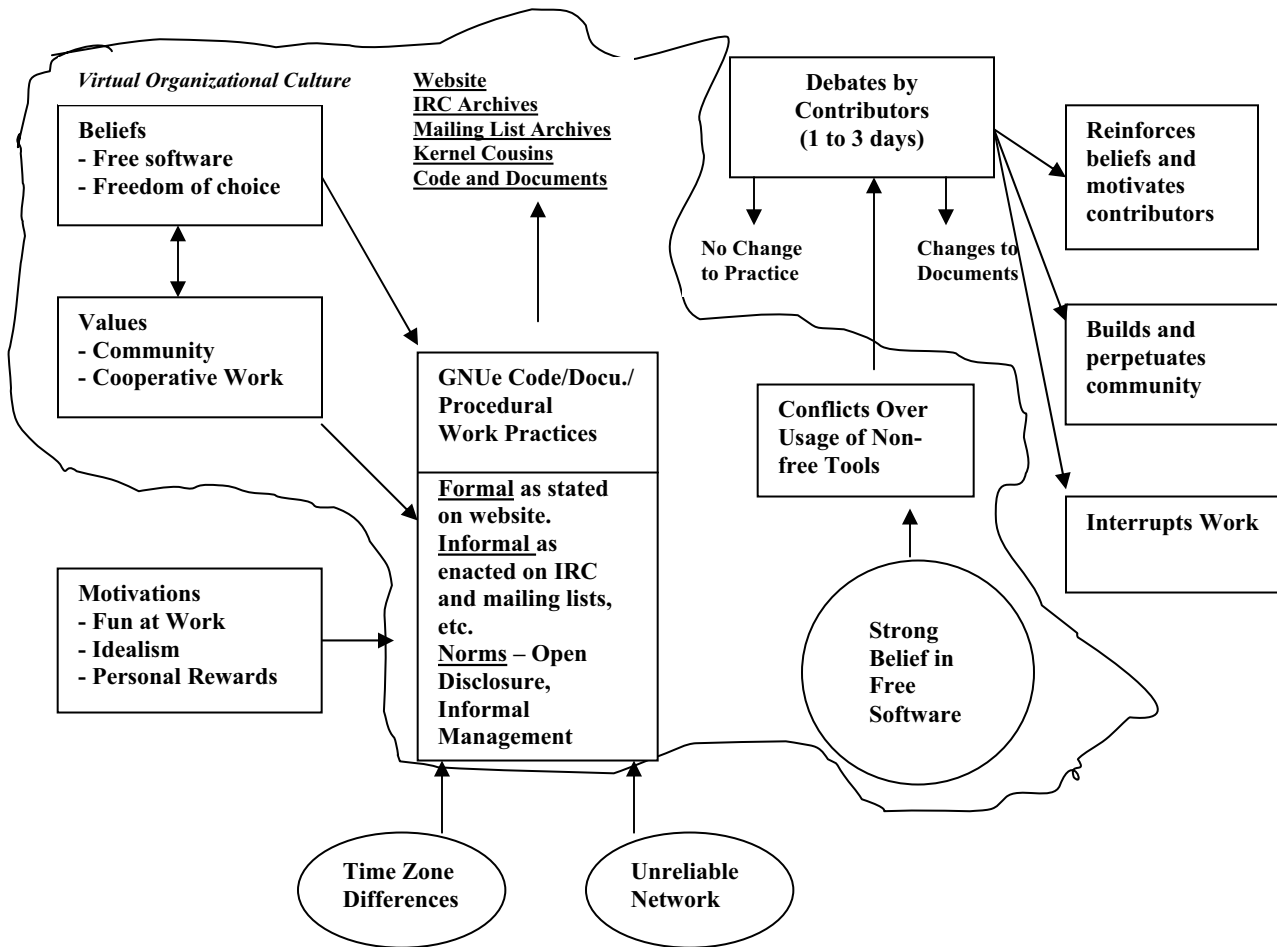 Virtual Organizational Culture
Beliefs
- Free software
- Freedom of choice
Values
- Community
- Cooperative Work
Motivations
- Fun at Work
- Idealism
- Personal Rewards
Website
IRC Archives
Mailing List Archives
Kernel Cousins
Code and Documents
GNUe Code/Docu./
Procedural
Work Practices
Formal as stated
on website.
Informal as
enacted on IRC
and mailing lists,
etc.
Norms – Open
Disclosure,
Informal
Management
Time Zone
Differences
Unreliable
Network
Debates by
Contributors
(1 to 3 days)
No Change
to Practice
Changes to
Documents
Conflicts Over
Usage of Non-
free Tools
Strong
Belief in
Free
Software
Reinforces
beliefs and
motivates
contributors
Builds and
perpetuates
community
Interrupts Work